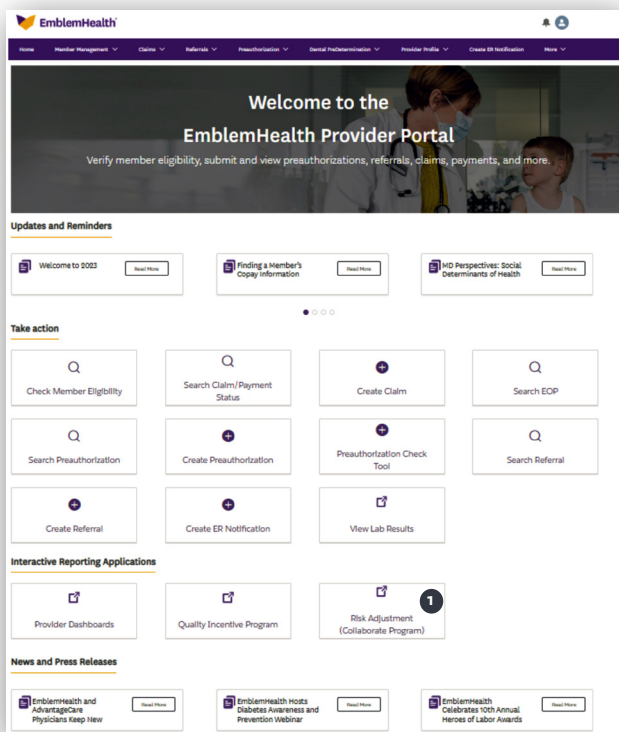 EmblemHealth
Home Member Management Claims Referrals Preauthorization Dental PreDetermination Provider Profile Create ER Notification More
Welcome to the
EmblemHealth Provider Portal
Verify member eligibility, submit and view preauthorizations, referrals, claims, payments, and more.
Updates and Reminders
Welcome to 2023
Read More
Finding a Member's
Copay Information
Read More
MD Perspectives: Social
Determinants of Health
Read More
Take action
Check Member Eligibility
Search Claim/Payment
Status
Create Claim
Search EOP
Search Preauthorization
Create Preauthorization
Preauthorization Check
Tool
Search Referral
Create Referral
Create ER Notification
View Lab Results
Interactive Reporting Applications
Provider Dashboards
Quality Incentive Program
1
Risk Adjustment
(Collaborate Program)
News and Press Releases
EmblemHealth and
AdvantageCare
Physicians Keep New
Read More
EmblemHealth Hosts
Diabetes Awareness and
Prevention Webinar
Read More
EmblemHealth
Celebrates 10th Annual
Heroes of Labor Awards
Read More